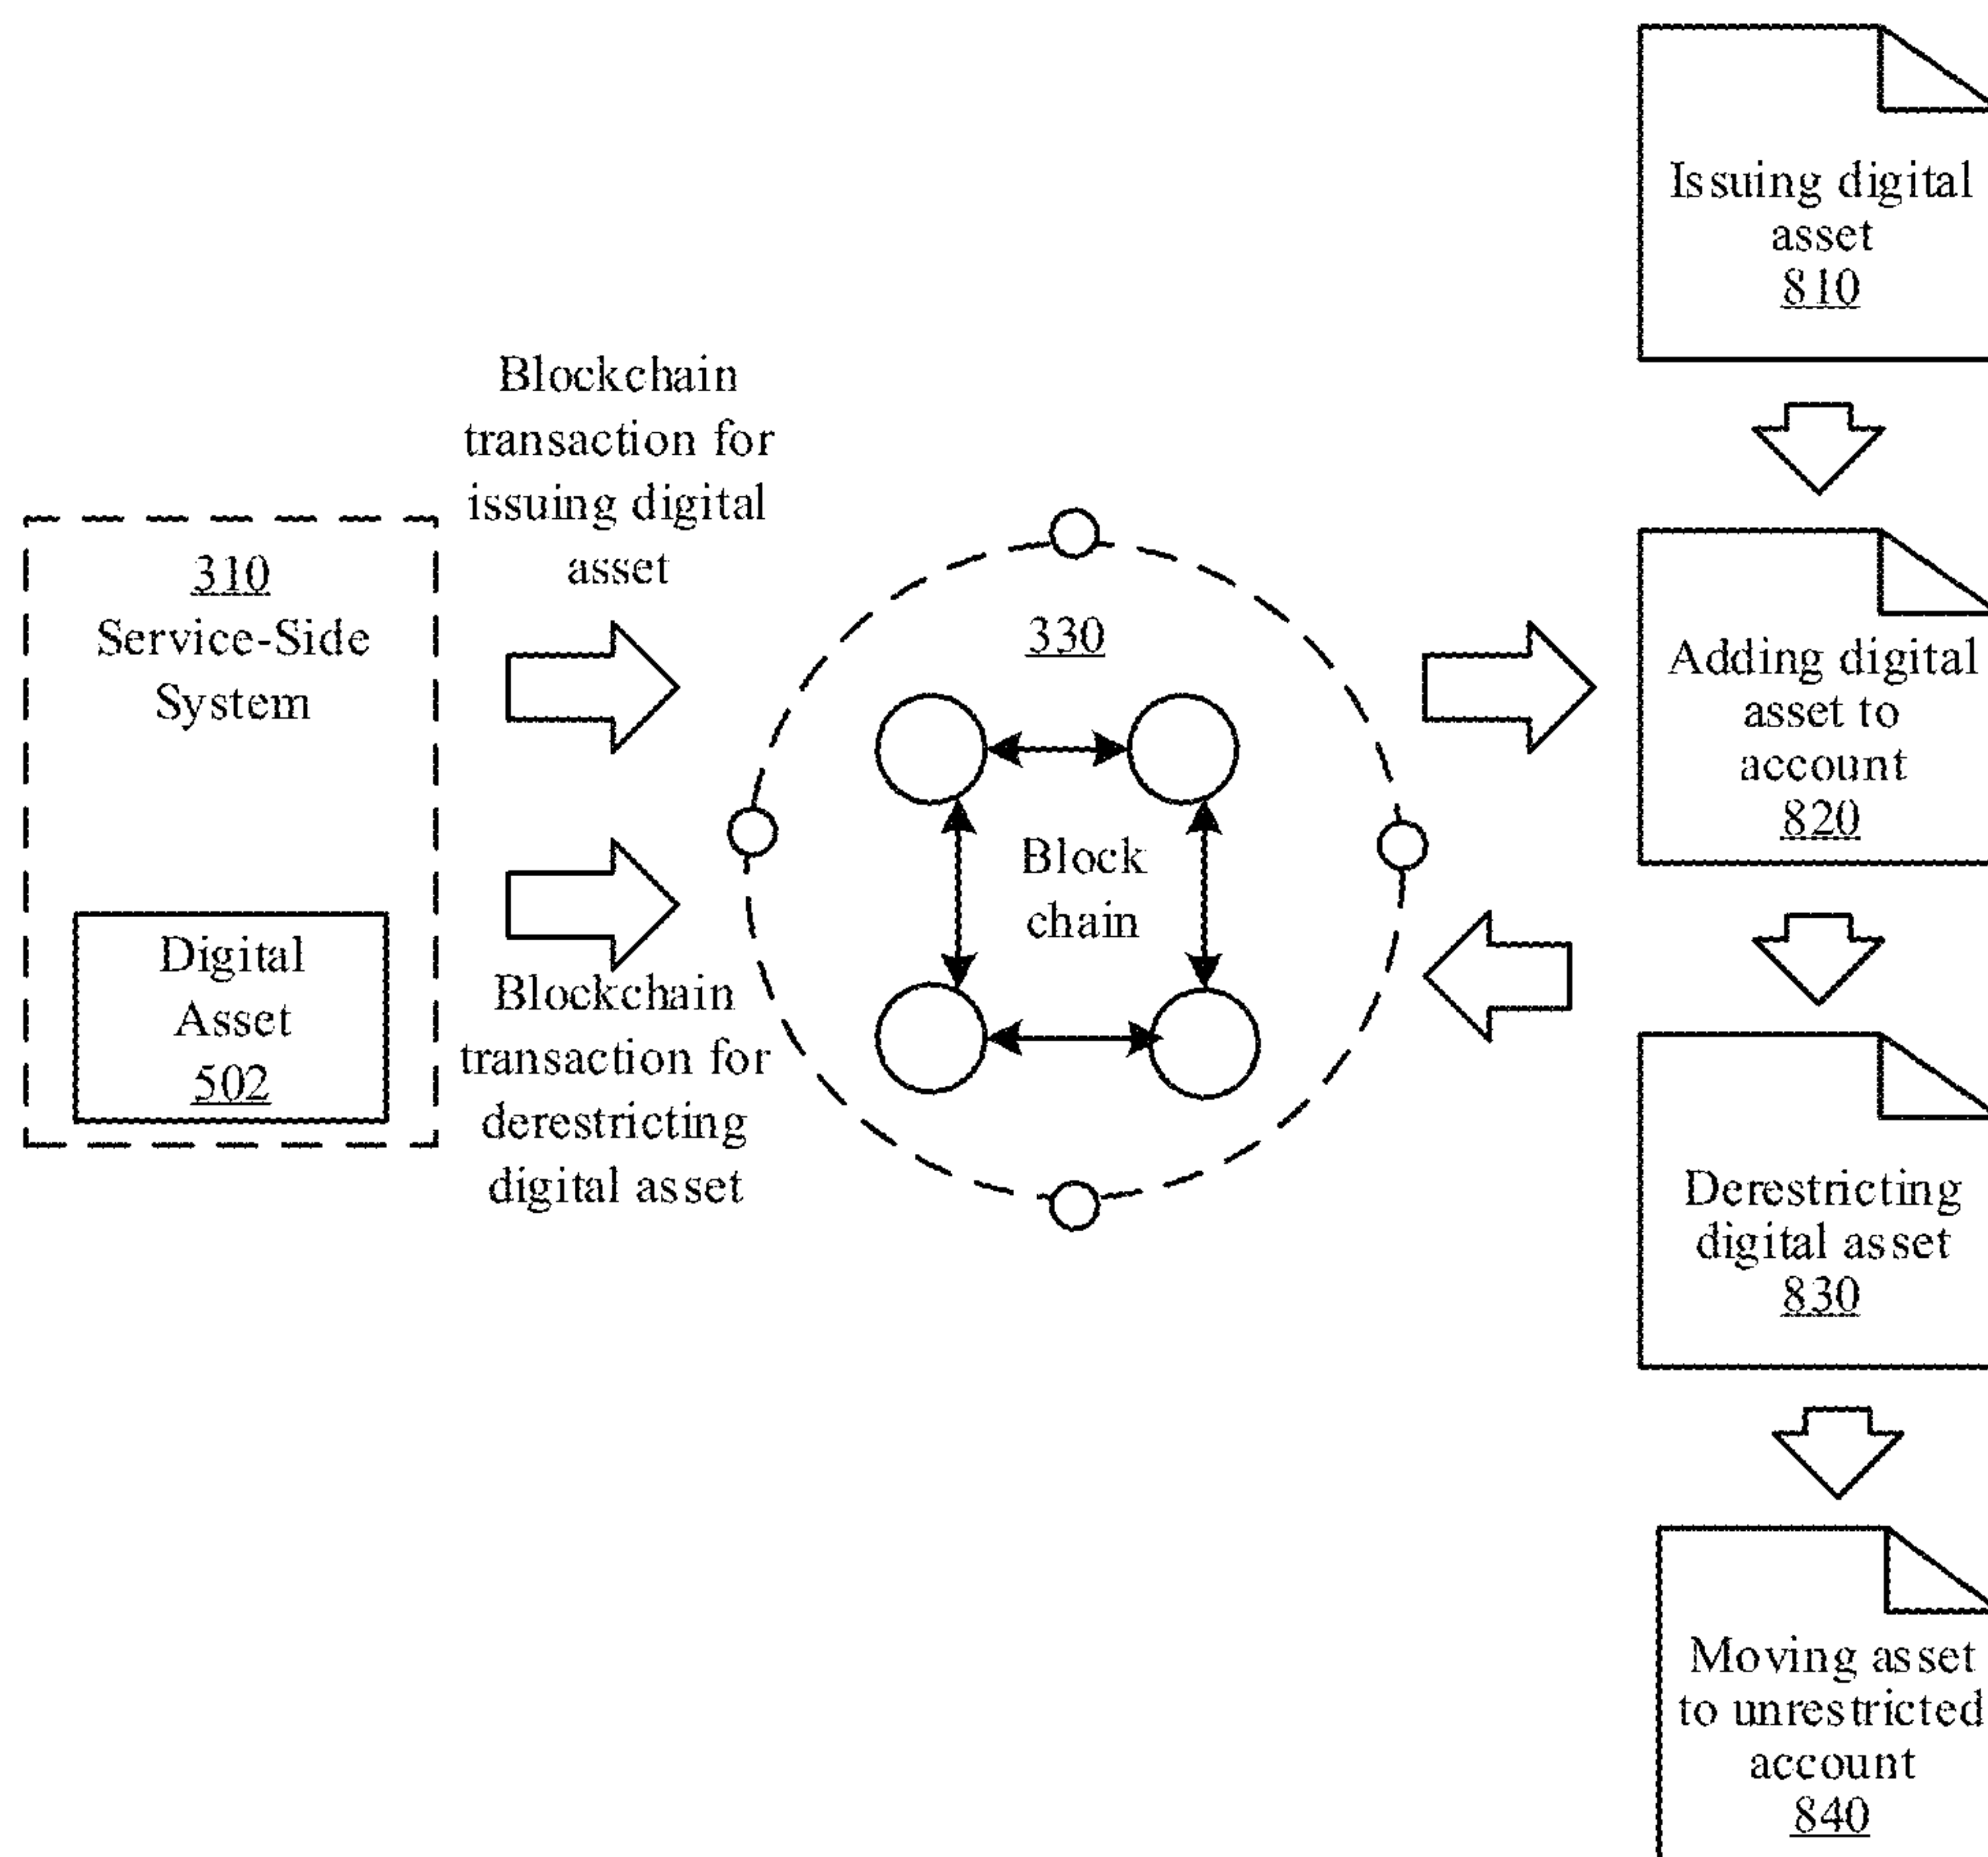 310
Service-Side
System
Digital
Asset
502
Blockchain
transaction for
issuing digital
asset
Blockchain
transaction for
derestricting
digital asset
330
Block
chain
Issuing digital
asset
810
Adding digital
asset to
account
820
Derestricting
digital asset
830
Moving asset
to unrestricted
account
840